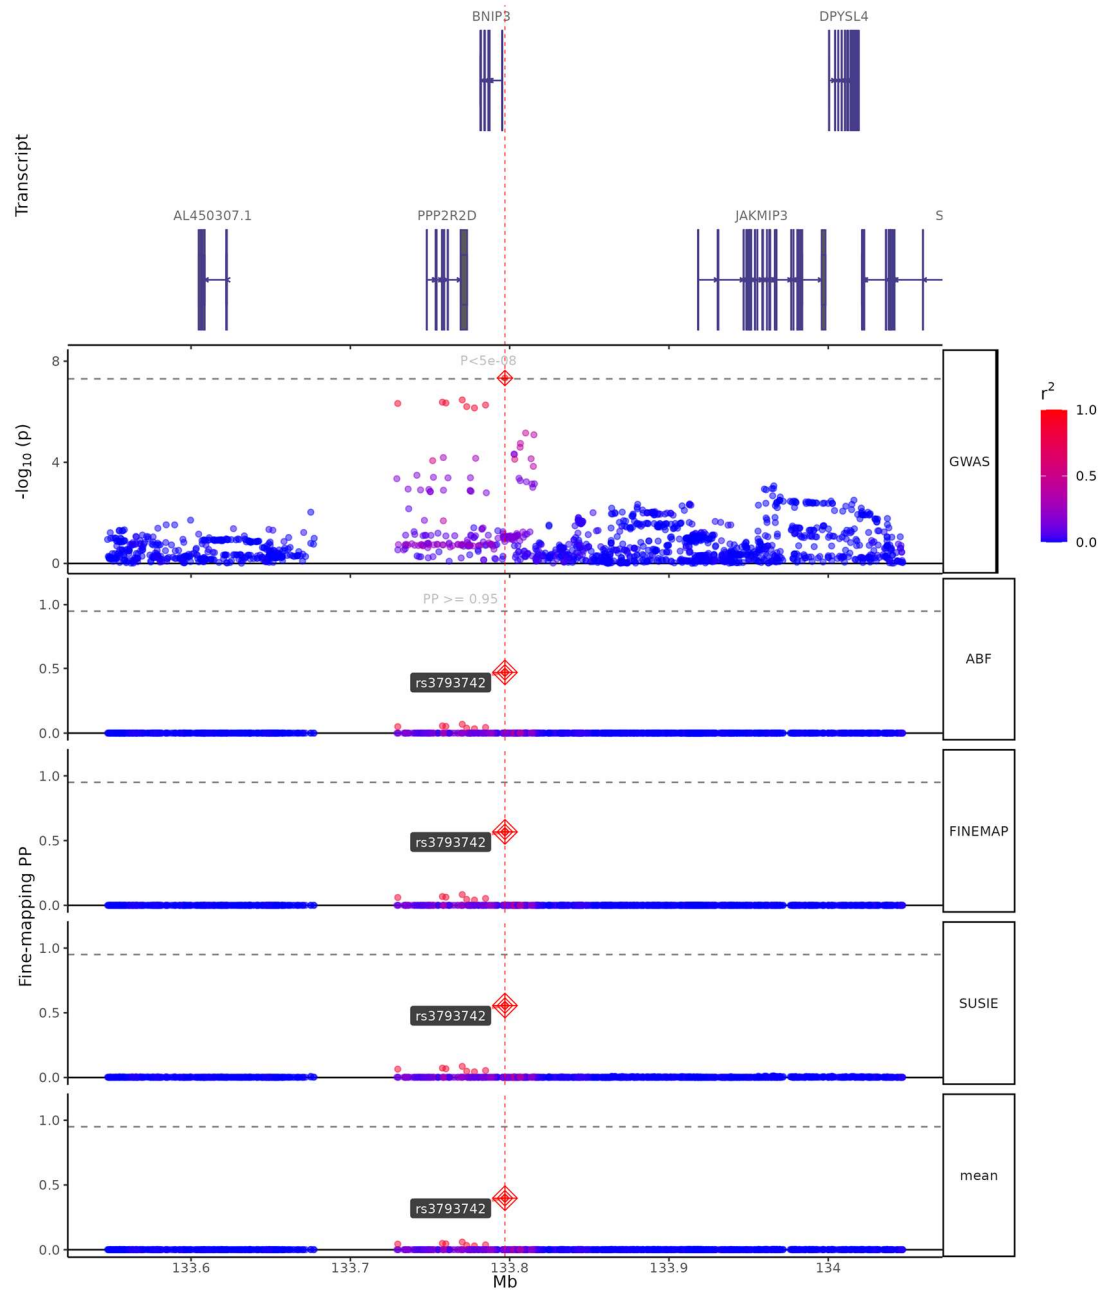 BNIP3
DPYSL4
Transcript
AL450307.1
PPP2R2D
JAKMIP3
S
8
P<5e-08
4
0
-log10 (p)
GWAS
r2
1.0
0.5
0.0
1.0
PP >= 0.95
0.5
rs3793742
0.0
ABF
1.0
0.5
rs3793742
0.0
FINEMAP
Fine-mapping PP
1.0
0.5
rs3793742
0.0
SUSIE
1.0
0.5
rs3793742
0.0
mean
133.6
133.7
133.8
133.9
134
Mb